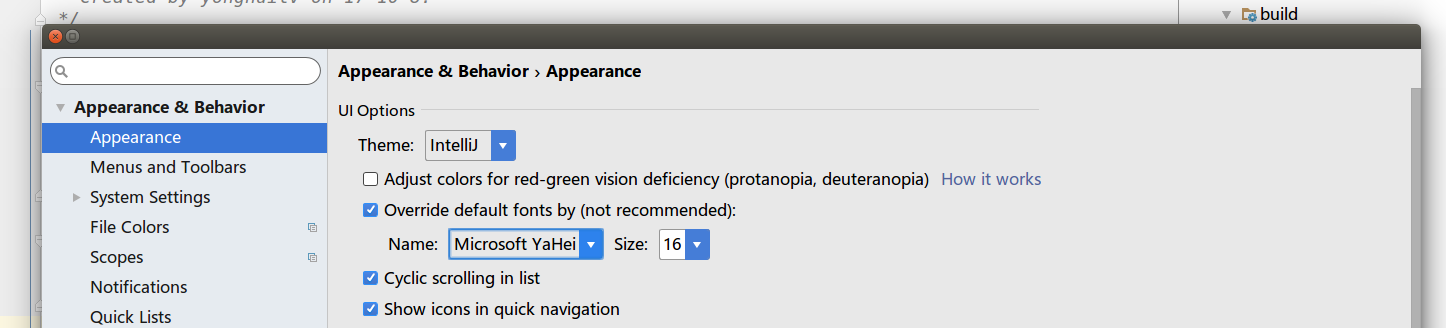 */
build
Appearance & Behavior › Appearance
Appearance & Behavior
Appearance
Menus and Toolbars
System Settings
File Colors
Scopes
Notifications
Quick Lists
UI Options
Theme: IntelliJ
Adjust colors for red-green vision deficiency (protanopia, deuteranopia) How it works
Override default fonts by (not recommended):
Name: Microsoft YaHei Size: 16
Cyclic scrolling in list
Show icons in quick navigation